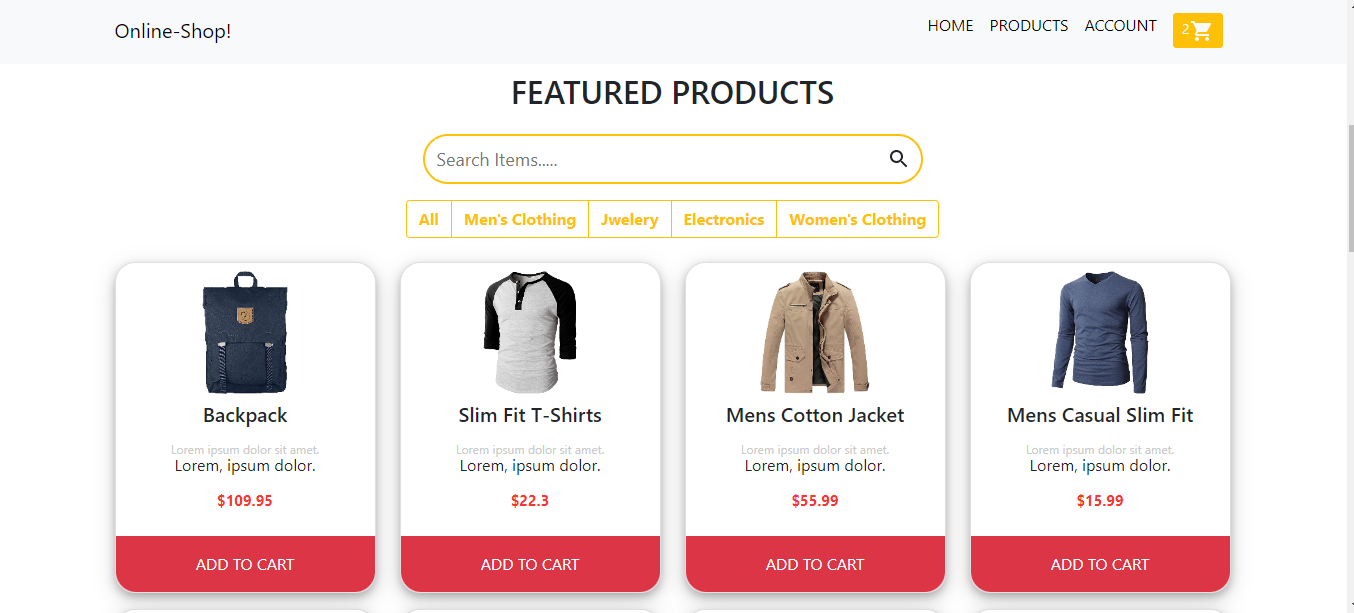 Online-Shop!
HOME PRODUCTS ACCOUNT 2
FEATURED PRODUCTS
Search Items.....
All Men's Clothing Jwelery Electronics Women's Clothing
Backpack
Lorem ipsum dolor sit amet.
Lorem, ipsum dolor.
$109.95
ADD TO CART
Slim Fit T-Shirts
Lorem ipsum dolor sit amet.
Lorem, ipsum dolor.
$22.3
ADD TO CART
Mens Cotton Jacket
Lorem ipsum dolor sit amet.
Lorem, ipsum dolor.
$55.99
ADD TO CART
Mens Casual Slim Fit
Lorem ipsum dolor sit amet.
Lorem, ipsum dolor.
$15.99
ADD TO CART